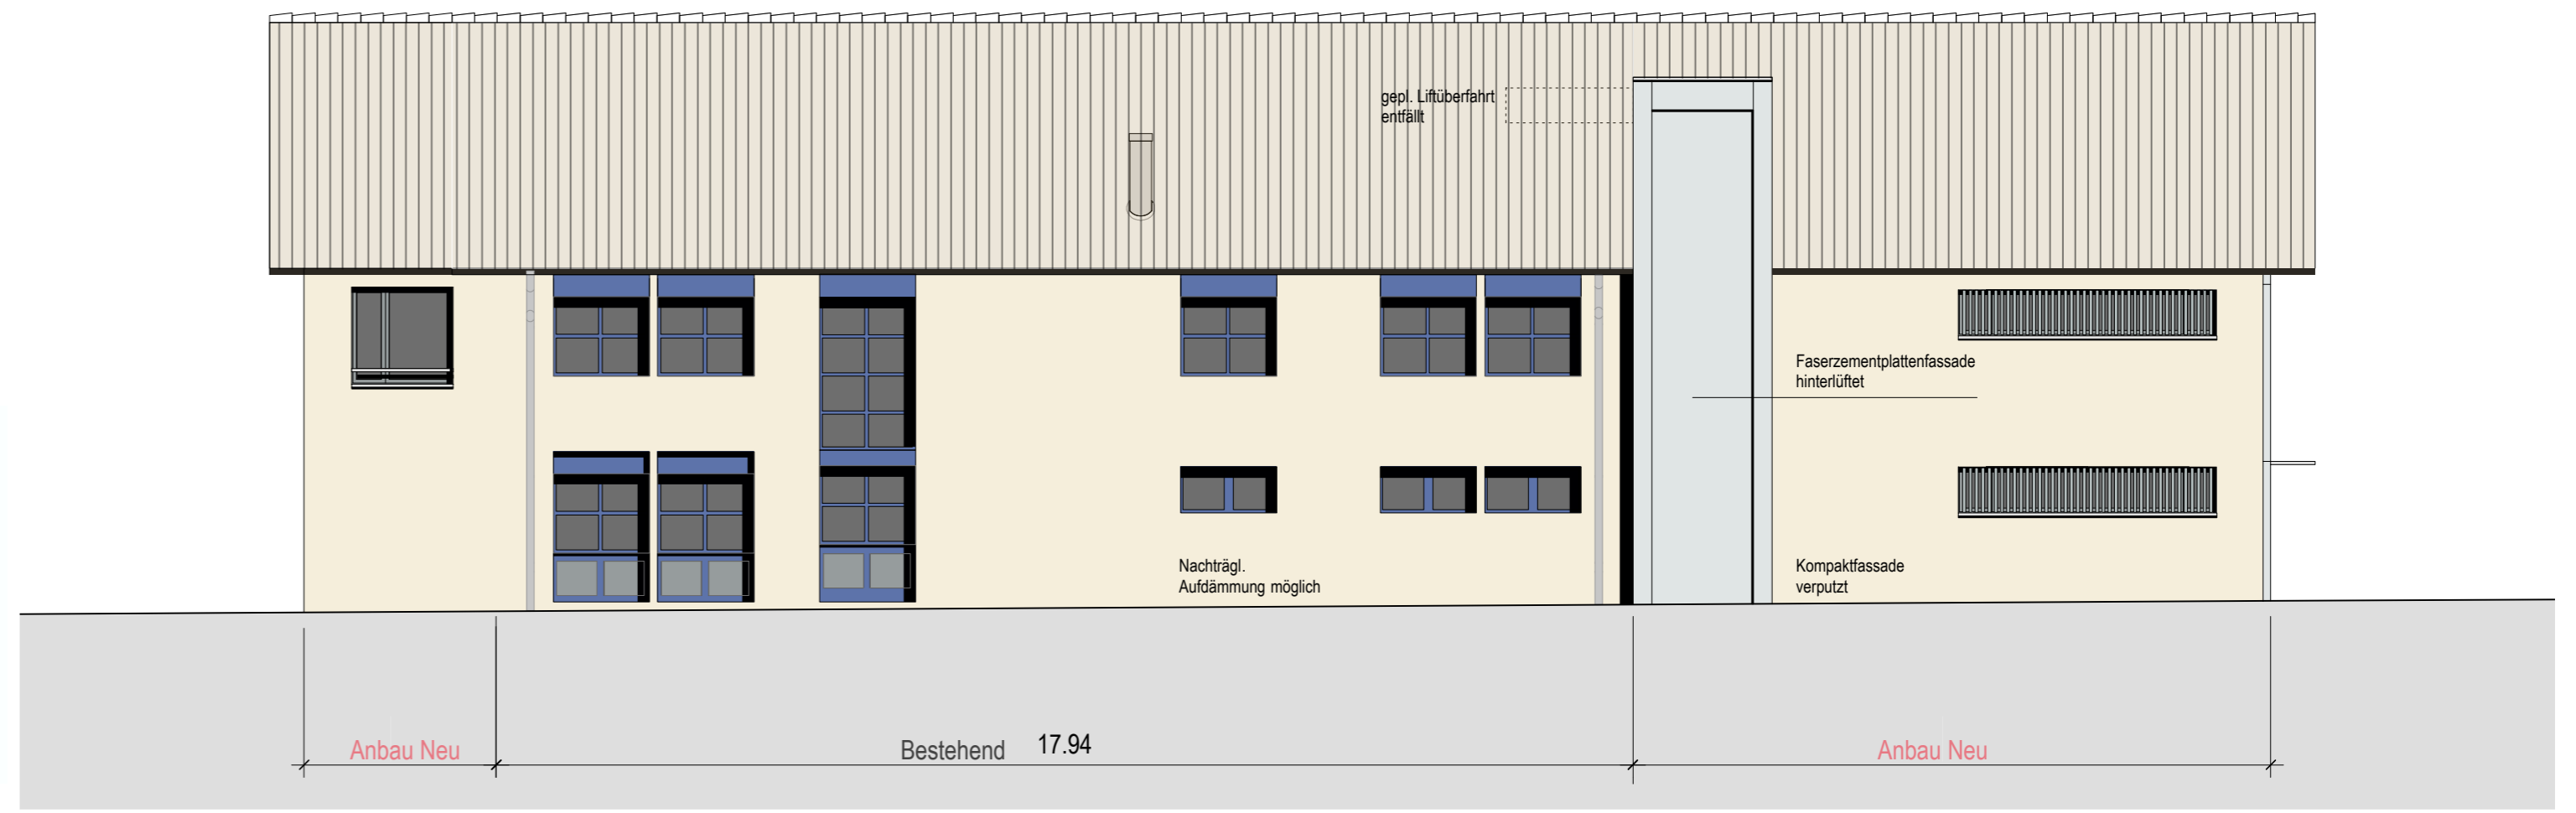 gepl. Liftüberfahrt
entfällt
Faserzementplattenfassade
hinterlüftet
Nachträgl.
Aufdämmung möglich
Kompaktfassade
verputzt
Anbau Neu
Bestehend 17.94
Anbau Neu